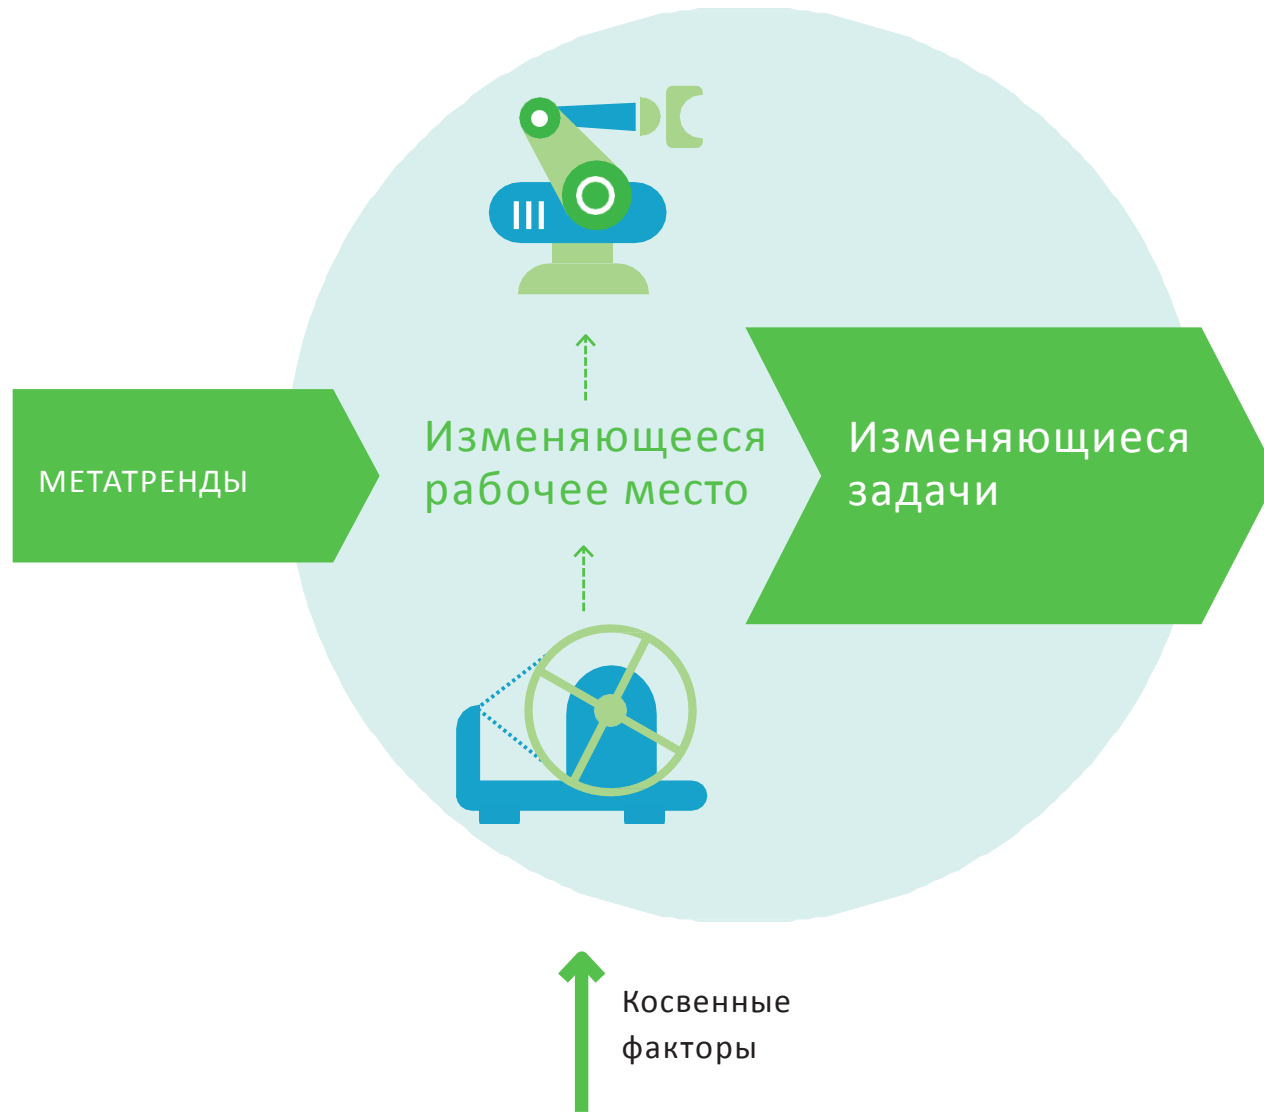 МЕТАТРЕНДЫ
Изменяющееся
рабочее место
Изменяющиеся
задачи
Косвенные
факторы